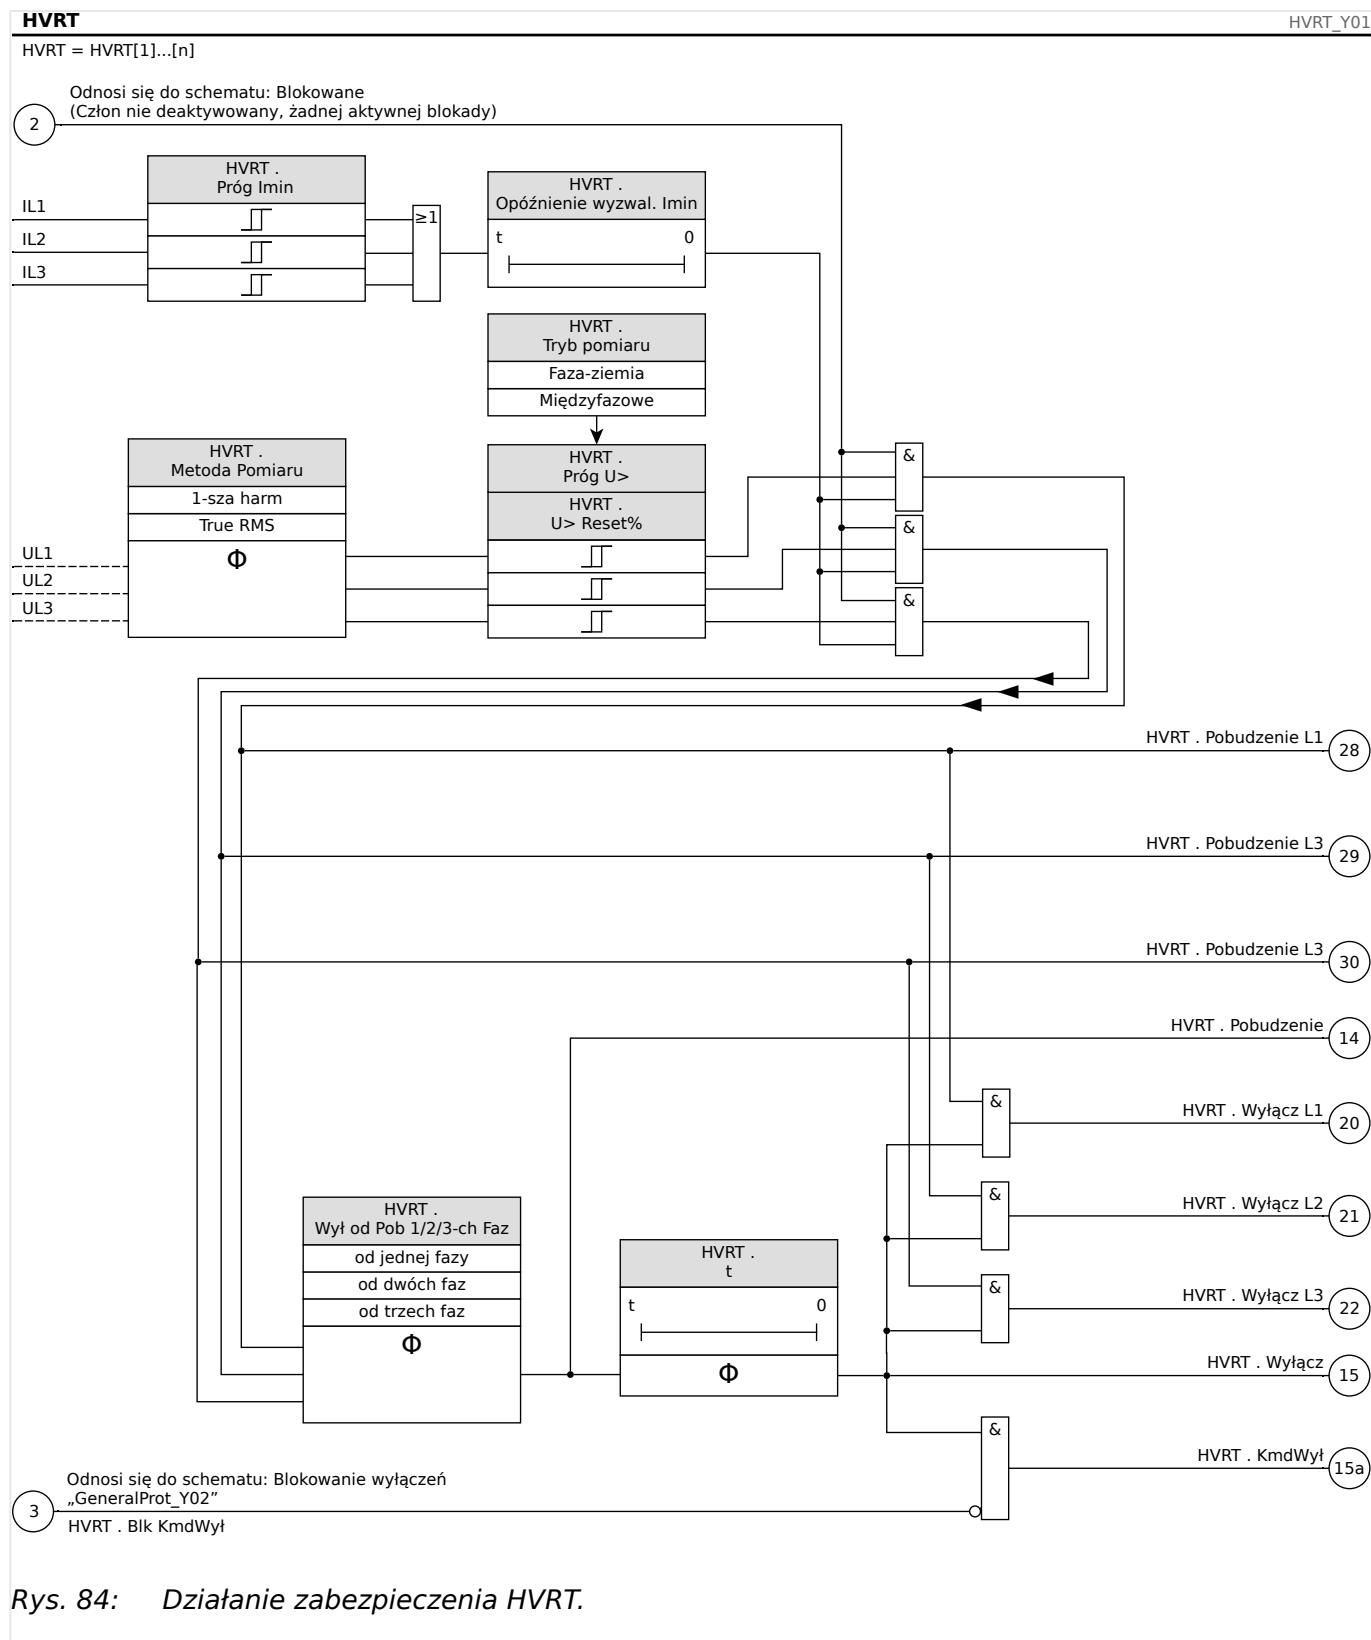 HVRT
HVRT_Y01
HVRT = HVRT[1]...[n]
Odnosi się do schematu: Blokowane
(Człon nie deaktywowany, żadnej aktywnej blokady)
2
HVRT .
Próg Imin
IL1
IL2
IL3
≥1
HVRT .
Opóźnienie wyzwal. Imin
t
0
HVRT .
Tryb pomiaru
Faza-ziemia
Międzyfazowe
HVRT .
Metoda Pomiaru
1-sza harm
True RMS
Φ
UL1
UL2
UL3
HVRT .
Próg U>
HVRT .
U> Reset%
&
&
&
HVRT . Pobudzenie L1
28
HVRT . Pobudzenie L3
29
HVRT . Pobudzenie L3
30
HVRT . Pobudzenie
14
&
HVRT . Wyłącz L1
20
&
HVRT . Wyłącz L2
21
&
HVRT . Wyłącz L3
22
HVRT .
Wył od Pob 1/2/3-ch Faz
od jednej fazy
od dwóch faz
od trzech faz
Φ
HVRT .
t
t
0
Φ
HVRT . Wyłącz
15
&
HVRT . KmdWył
15a
Odnosi się do schematu: Blokowanie wyłączeń
„GeneralProt_Y02”
3
HVRT . Blk KmdWył
Rys. 84: Działanie zabezpieczenia HVRT.